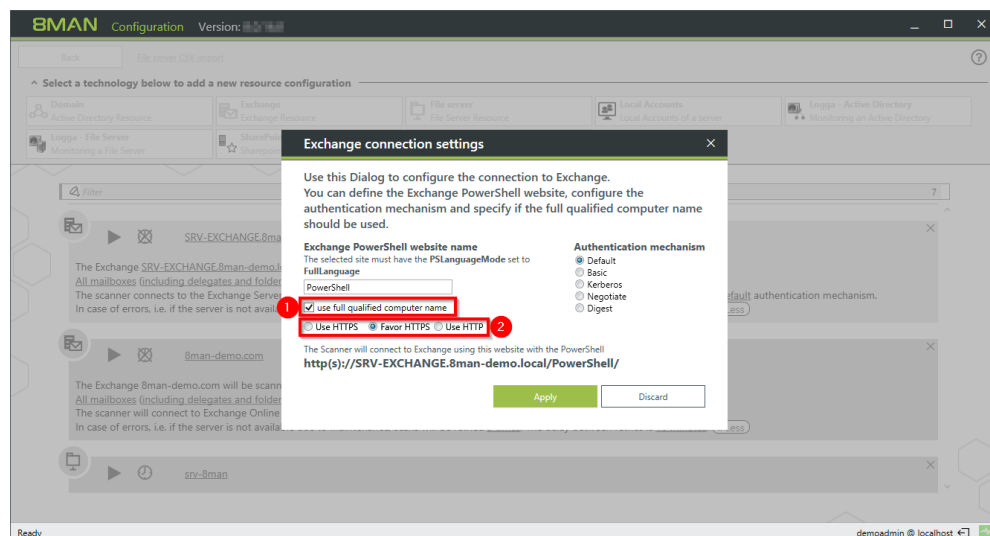 8MAN Configuration Version:
Back File server CSV import
Select a technology below to add a new resource configuration
Domain
Active Directory Resource
Exchange
Exchange Resource
File server
File Server Resource
Local Accounts
Local Accounts of a server
Logga - Active Directory
Monitoring an Active Directory
Logga - File Server
Monitoring a File Server
SharePoin
Sharepoin
Filter 7
Exchange connection settings
Use this Dialog to configure the connection to Exchange.
You can define the Exchange PowerShell website, configure the
authentication mechanism and specify if the full qualified computer name
should be used.
Exchange PowerShell website name
The selected site must have the PSLanguageMode set to
FullLanguage
PowerShell
1 use full qualified computer name
Use HTTPS Favor HTTPS Use HTTP 2
Authentication mechanism
Default
Basic
Kerberos
Negotiate
Digest
The Scanner will connect to Exchange using this website with the PowerShell
http(s)://SRV-EXCHANGE.8man-demo.local/PowerShell/
Apply Discard
SRV-EXCHANGE.8ma
The Exchange SRV-EXCHANGE.8man-demo.l
All mailboxes (including delegates and folder
The scanner connects to the Exchange Serve efault authentication mechanism.
In case of errors, i.e. if the server is not avail ess)
8man-demo.com
The Exchange 8man-demo.com will be scann
All mailboxes (including delegates and folder
The scanner will connect to Exchange Online
In case of errors, i.e. if the server is not availa
srv-8man
Ready demoadmin @ localhost